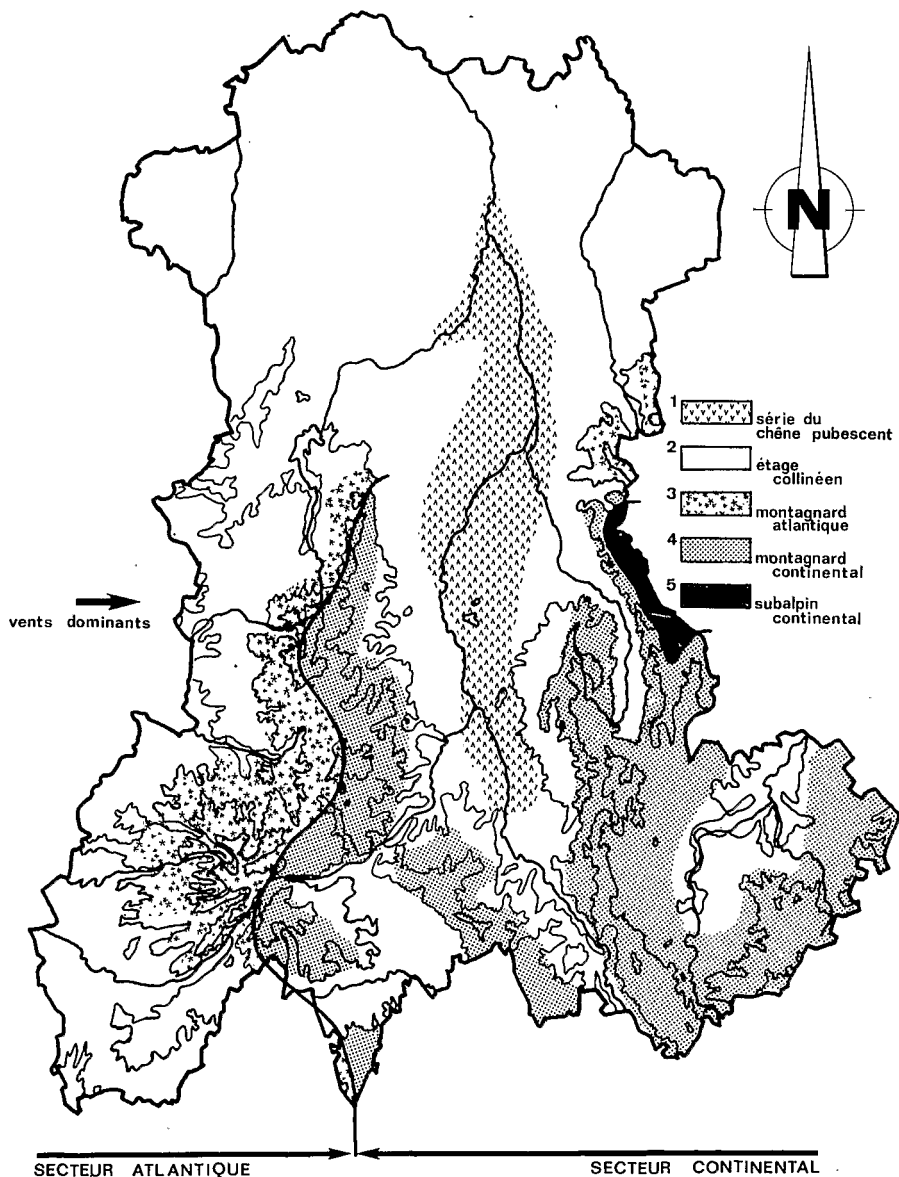 N
1
série du
chêne pubescent
2
étage
collinéen
3
montagnard
atlantique
4
montagnard
continental
5
subalpin
continental
vents dominants
SECTEUR ATLANTIQUE
SECTEUR CONTINENTAL